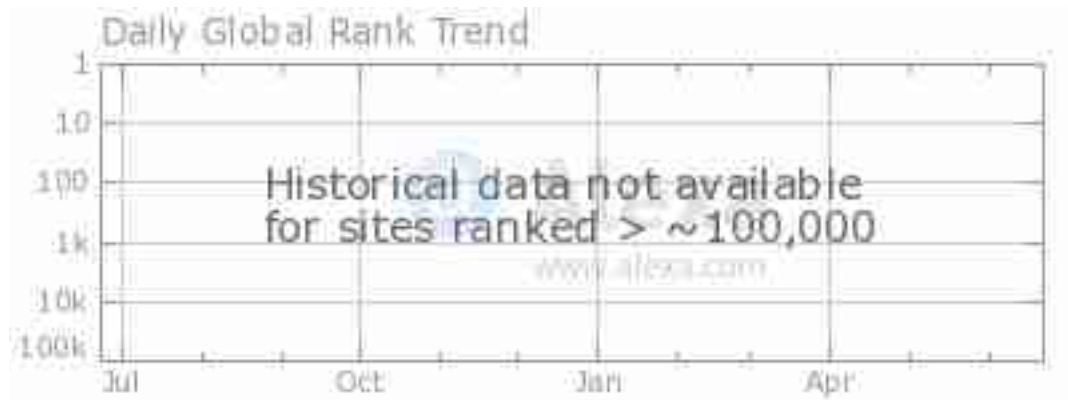 Daily Global Rank Trend
1
10
100
1k
10k
100k
Historical data not available
for sites ranked > ~100,000
www.alexa.com
Jul Oct Jan Apr